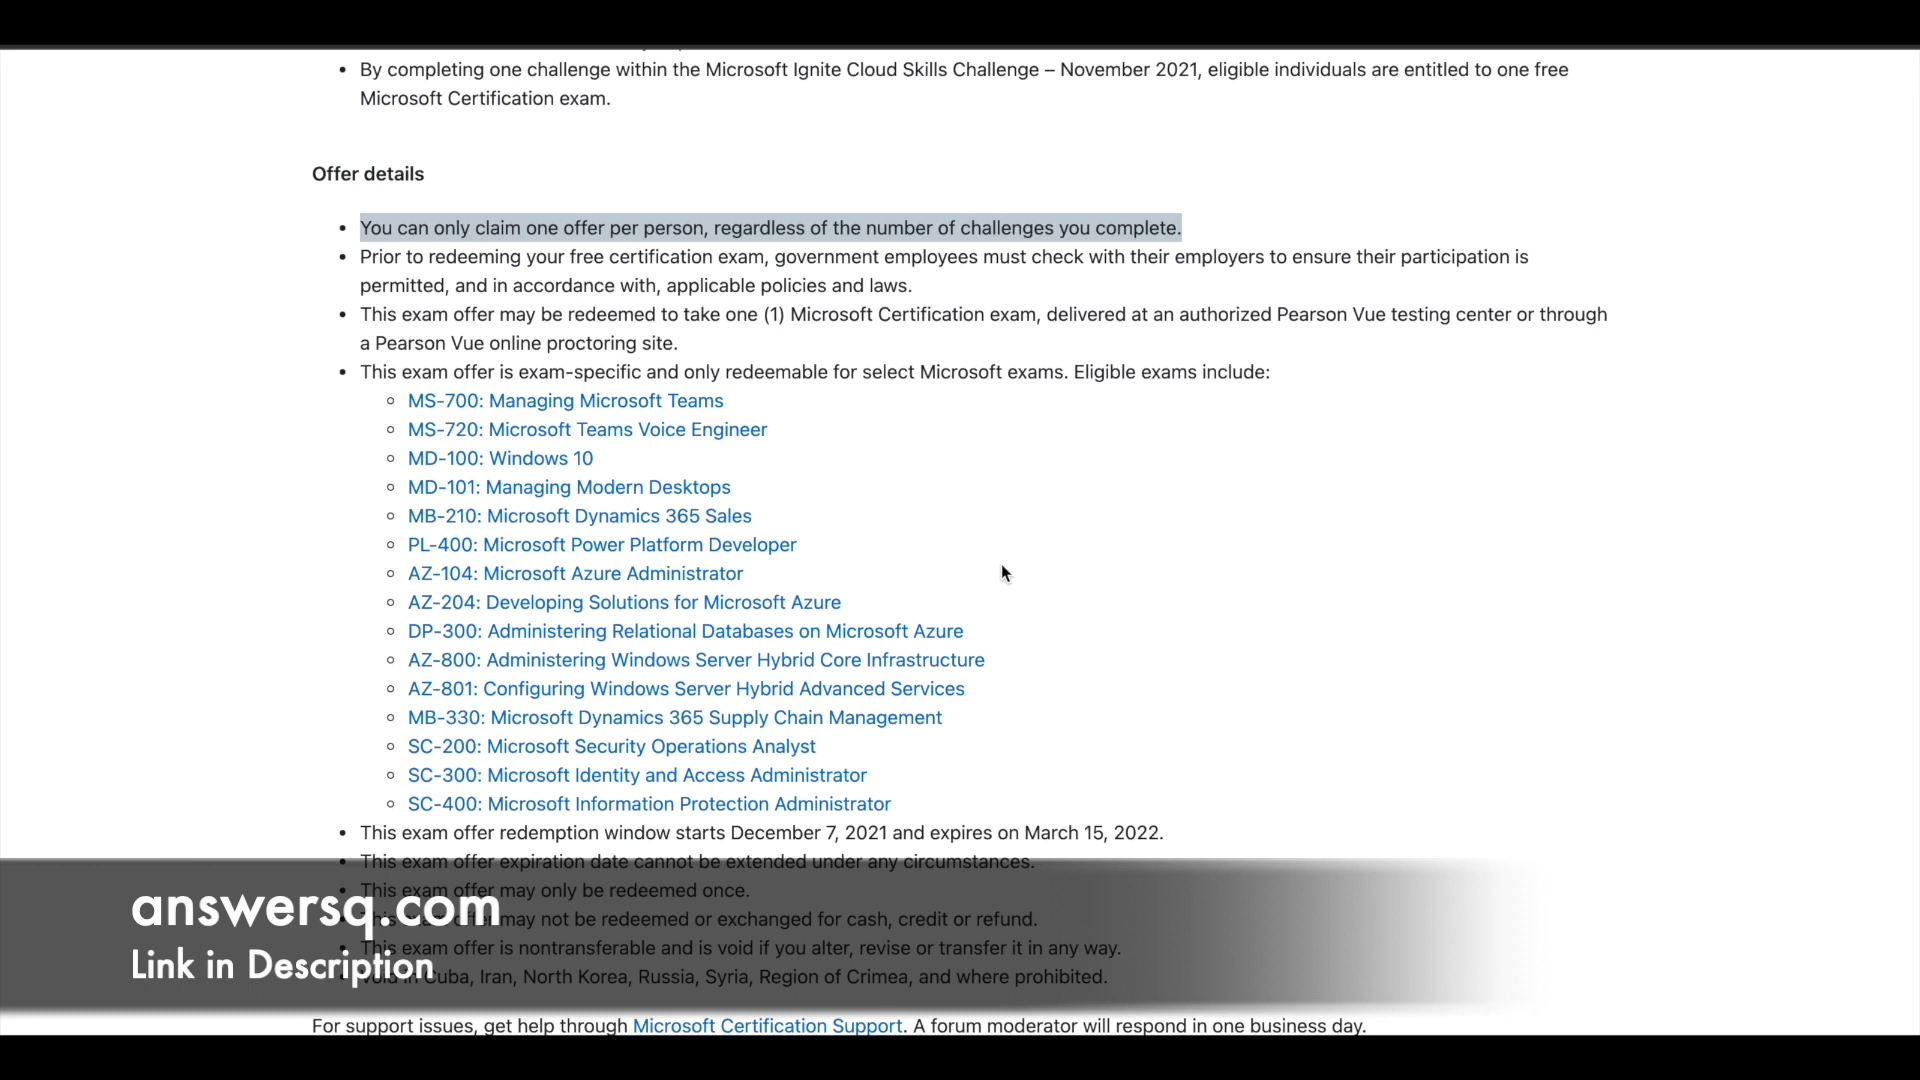 By completing one challenge within the Microsoft Ignite Cloud Skills Challenge – November 2021, eligible individuals are entitled to one free
Microsoft Certification exam.
Offer details
You can only claim one offer per person, regardless of the number of challenges you complete.
Prior to redeeming your free certification exam, government employees must check with their employers to ensure their participation is
permitted, and in accordance with, applicable policies and laws.
This exam offer may be redeemed to take one (1) Microsoft Certification exam, delivered at an authorized Pearson Vue testing center or through
a Pearson Vue online proctoring site.
This exam offer is exam-specific and only redeemable for select Microsoft exams. Eligible exams include:
MS-700: Managing Microsoft Teams
MS-720: Microsoft Teams Voice Engineer
MD-100: Windows 10
MD-101: Managing Modern Desktops
MB-210: Microsoft Dynamics 365 Sales
PL-400: Microsoft Power Platform Developer
AZ-104: Microsoft Azure Administrator
AZ-204: Developing Solutions for Microsoft Azure
DP-300: Administering Relational Databases on Microsoft Azure
AZ-800: Administering Windows Server Hybrid Core Infrastructure
AZ-801: Configuring Windows Server Hybrid Advanced Services
MB-330: Microsoft Dynamics 365 Supply Chain Management
SC-200: Microsoft Security Operations Analyst
SC-300: Microsoft Identity and Access Administrator
SC-400: Microsoft Information Protection Administrator
This exam offer redemption window starts December 7, 2021 and expires on March 15, 2022.
This exam offer expiration date cannot be extended under any circumstances.
This exam offer may only be redeemed once.
This exam offer may not be redeemed or exchanged for cash, credit or refund.
This exam offer is nontransferable and is void if you alter, revise or transfer it in any way.
Void in Cuba, Iran, North Korea, Russia, Syria, Region of Crimea, and where prohibited.
answersq.com
Link in Description
For support issues, get help through Microsoft Certification Support. A forum moderator will respond in one business day.